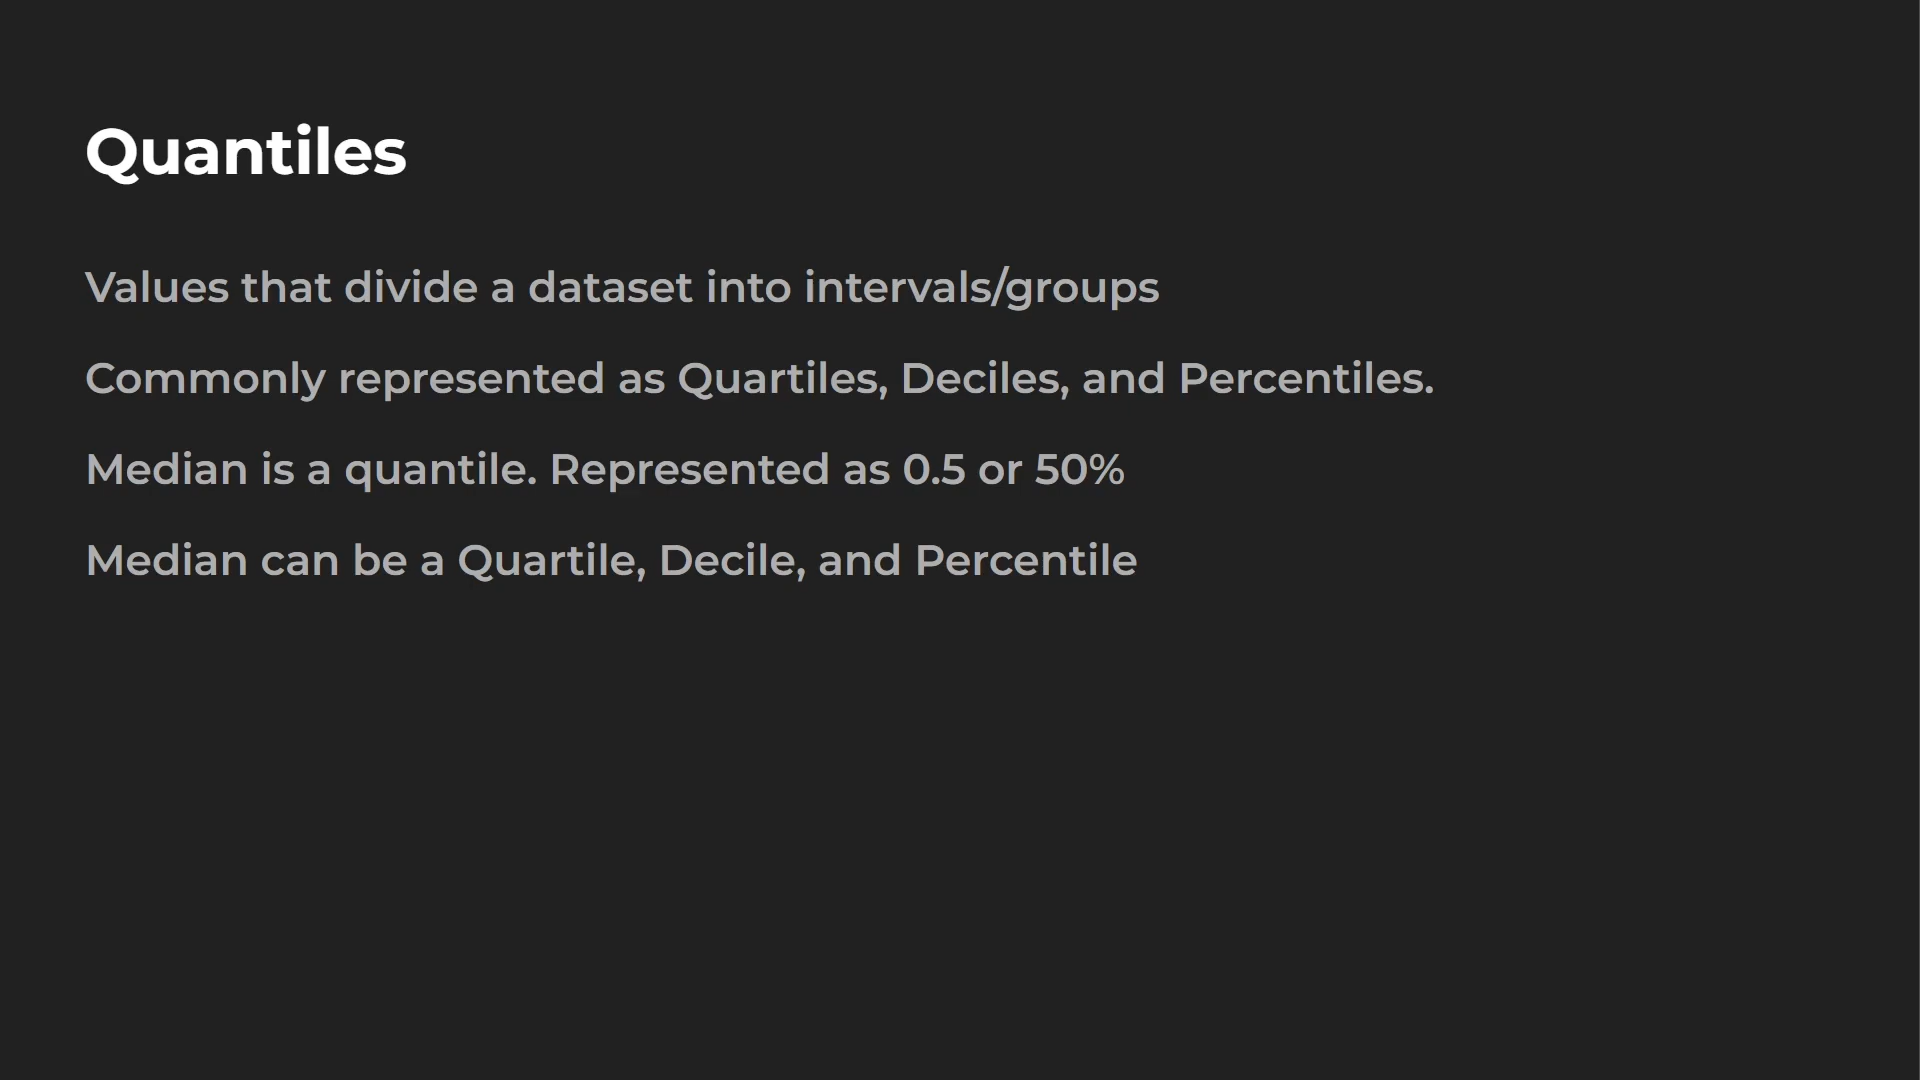 Quantiles
Values that divide a dataset into intervals/groups
Commonly represented as Quartiles, Deciles, and Percentiles.
Median is a quantile. Represented as 0.5 or 50%
Median can be a Quartile, Decile, and Percentile